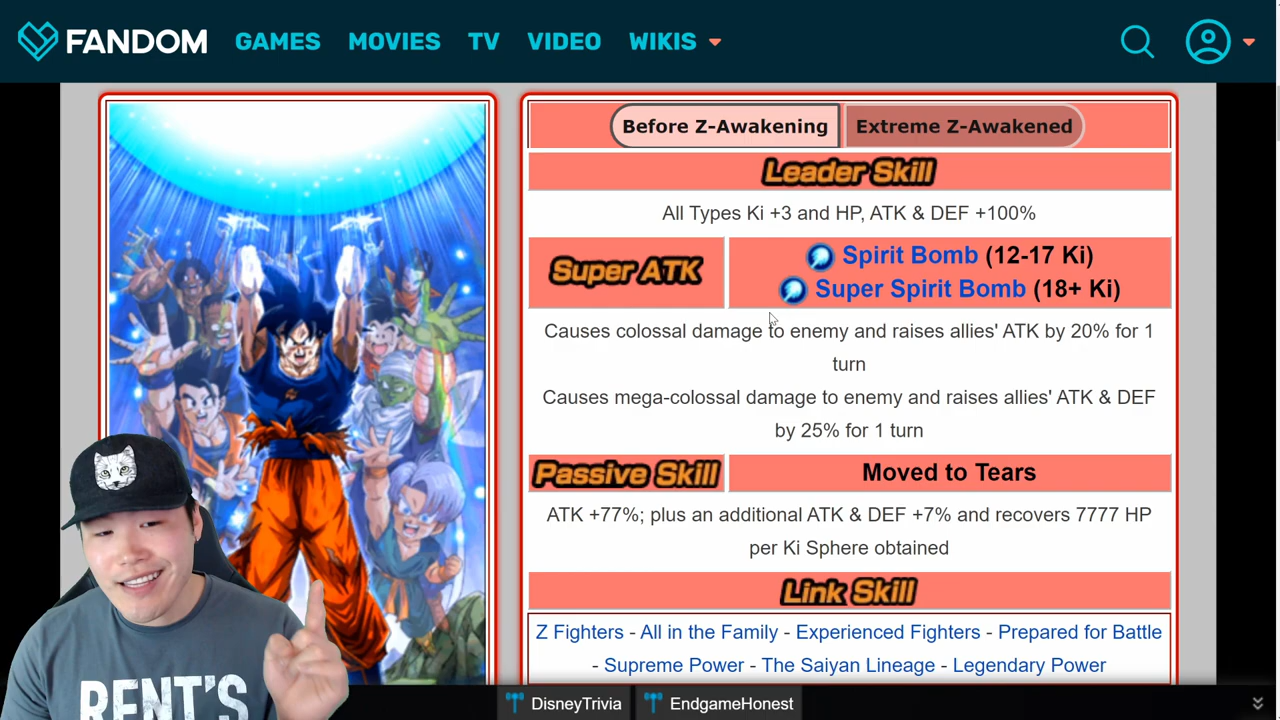 FANDOM GAMES MOVIES TV VIDEO WIKIS
Before Z-Awakening Extreme Z-Awakened
Leader Skill
All Types Ki +3 and HP, ATK & DEF +100%
Super ATK
Spirit Bomb (12-17 Ki)
Super Spirit Bomb (18+ Ki)
Causes colossal damage to enemy and raises allies' ATK by 20% for 1
turn
Causes mega-colossal damage to enemy and raises allies' ATK & DEF
by 25% for 1 turn
Passive Skill Moved to Tears
ATK +77%; plus an additional ATK & DEF +7% and recovers 7777 HP
per Ki Sphere obtained
Link Skill
Z Fighters - All in the Family - Experienced Fighters - Prepared for Battle
- Supreme Power - The Saiyan Lineage - Legendary Power
RENT'S
DisneyTrivia EndgameHonest